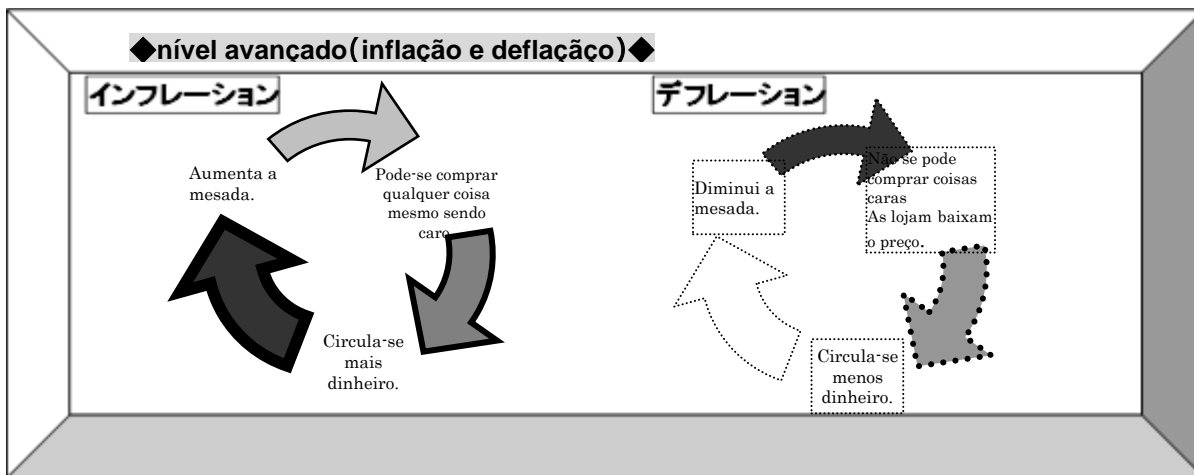 ◆nível avançado(inflação e deflaçãço)◆
インフレーション
Aumenta a
mesada.
Pode-se comprar
qualquer coisa
mesmo sendo
caro.
Circula-se
mais
dinheiro.
デフレーション
Diminui a
mesada.
Não se pode
comprar coisas
caras
As lojam baixam
o preço.
Circula-se
menos
dinheiro.